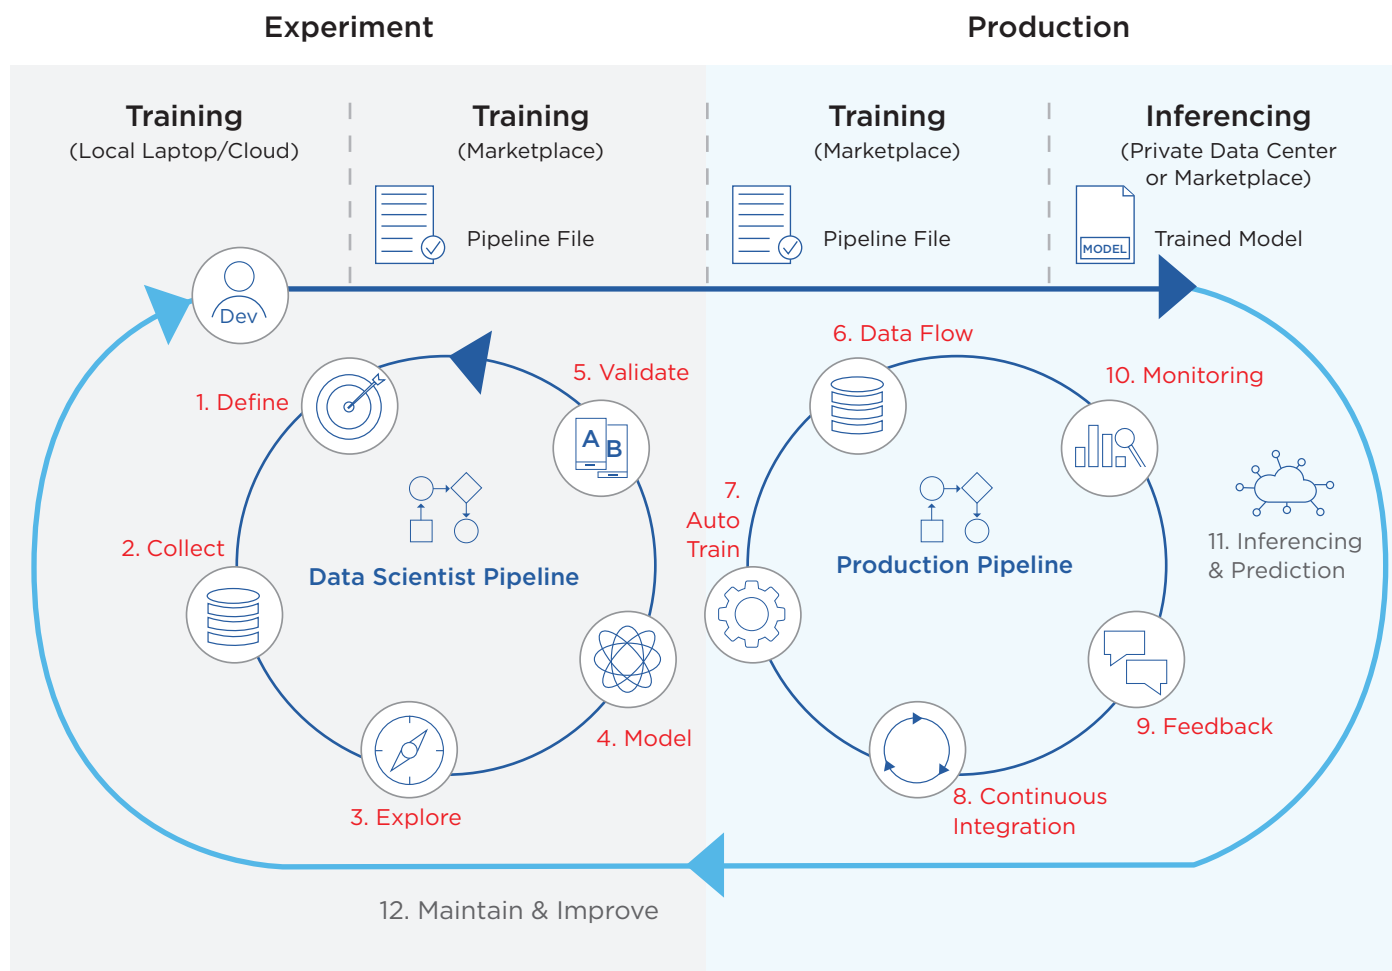 Experiment
Production
Training
(Local Laptop/Cloud)
Training
(Marketplace)
Training
(Marketplace)
Inferencing
(Private Data Center
or Marketplace)
Pipeline File
Pipeline File
MODEL
Trained Model
Dev
1. Define
2. Collect
3. Explore
4. Model
5. Validate
A
B
Data Scientist Pipeline
6. Data Flow
7.
Auto
Train
8. Continuous
Integration
9. Feedback
10. Monitoring
Production Pipeline
11. Inferencing
& Prediction
12. Maintain & Improve